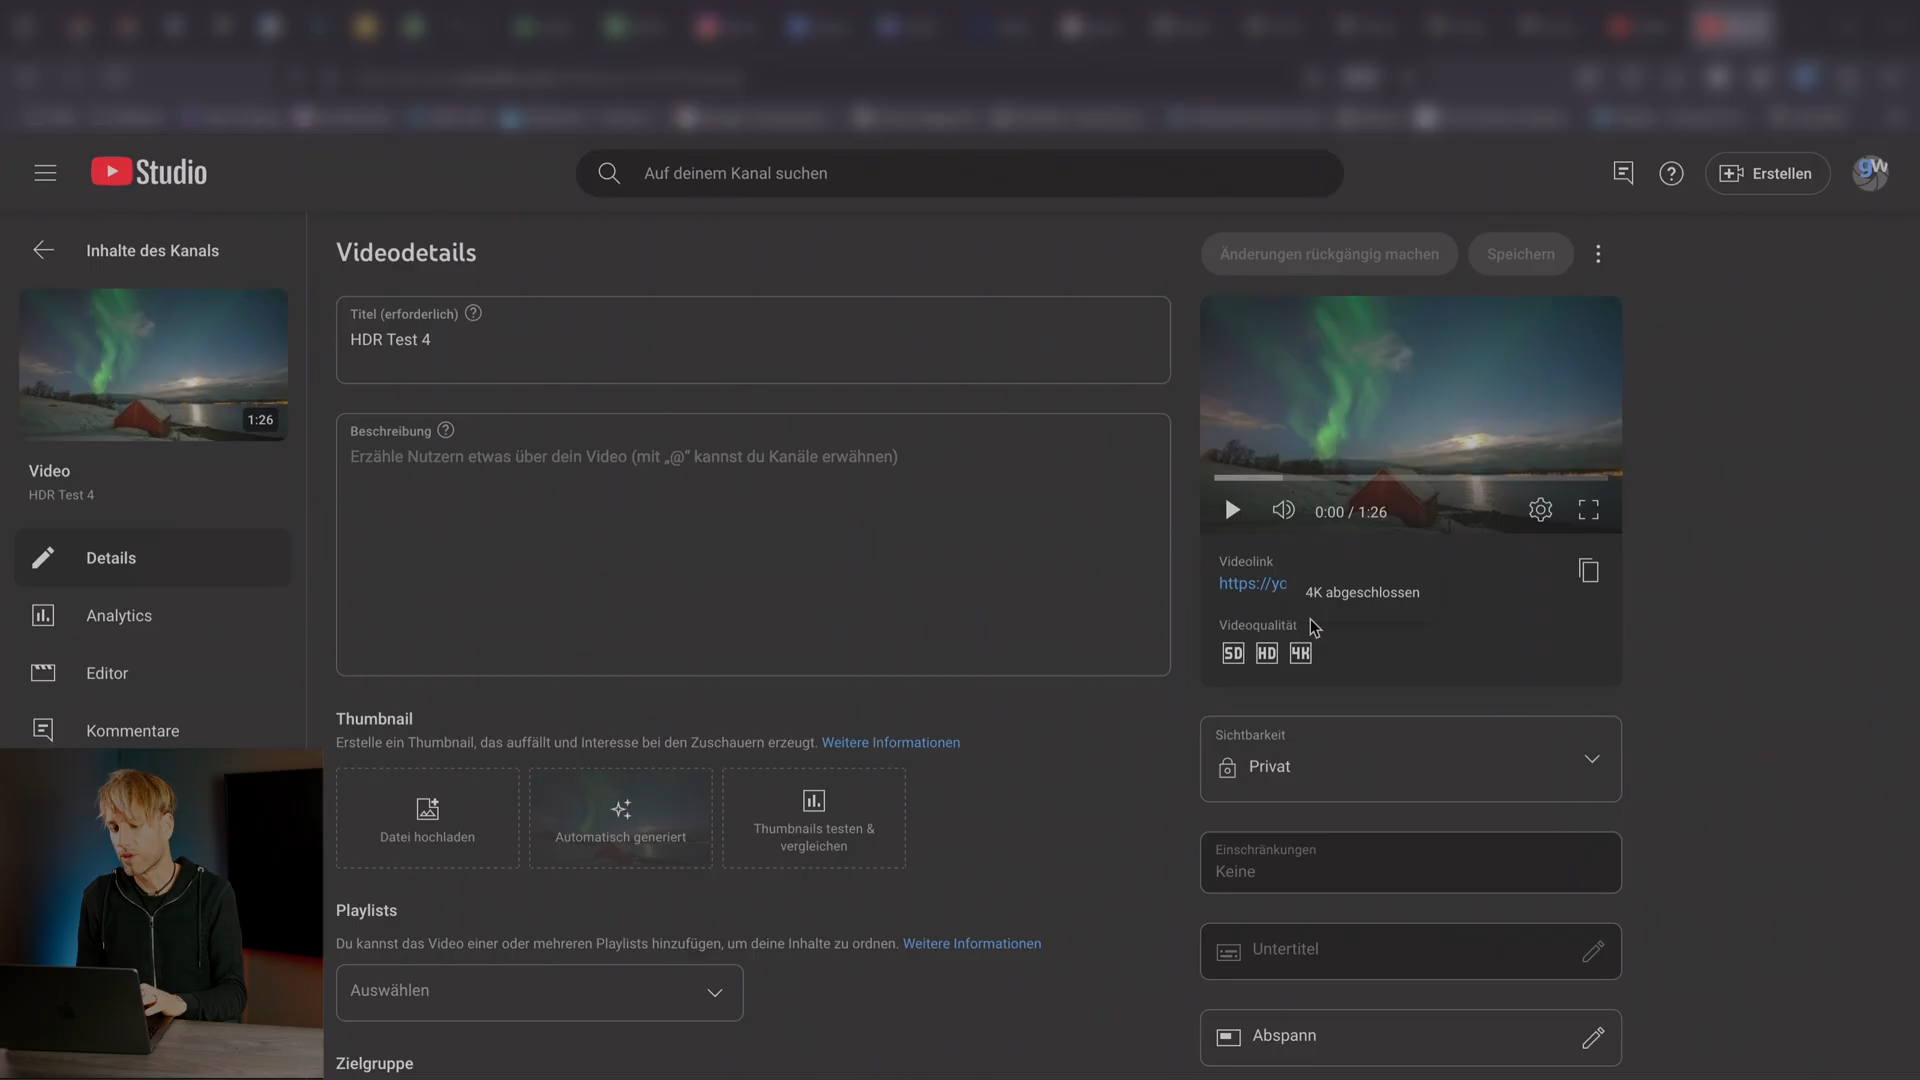 Studio
Auf deinem Kanal suchen
Erstellen
gw
Inhalte des Kanals
1:26
Video
HDR Test 4
Details
Analytics
Editor
Kommentare
Videodetails
Änderungen rückgängig machen
Speichern
Titel (erforderlich)
HDR Test 4
Beschreibung
Erzähle Nutzern etwas über dein Video (mit „@“ kannst du Kanäle erwähnen)
Thumbnail
Erstelle ein Thumbnail, das auffällt und Interesse bei den Zuschauern erzeugt. Weitere Informationen
Datei hochladen
Automatisch generiert
Thumbnails testen &
vergleichen
Playlists
Du kannst das Video einer oder mehreren Playlists hinzufügen, um deine Inhalte zu ordnen. Weitere Informationen
Auswählen
Zielgruppe
0:00 / 1:26
Videolink
https://yc
4K abgeschlossen
Videoqualität
SD HD 4K
Sichtbarkeit
Privat
Einschränkungen
Keine
Untertitel
Abspann